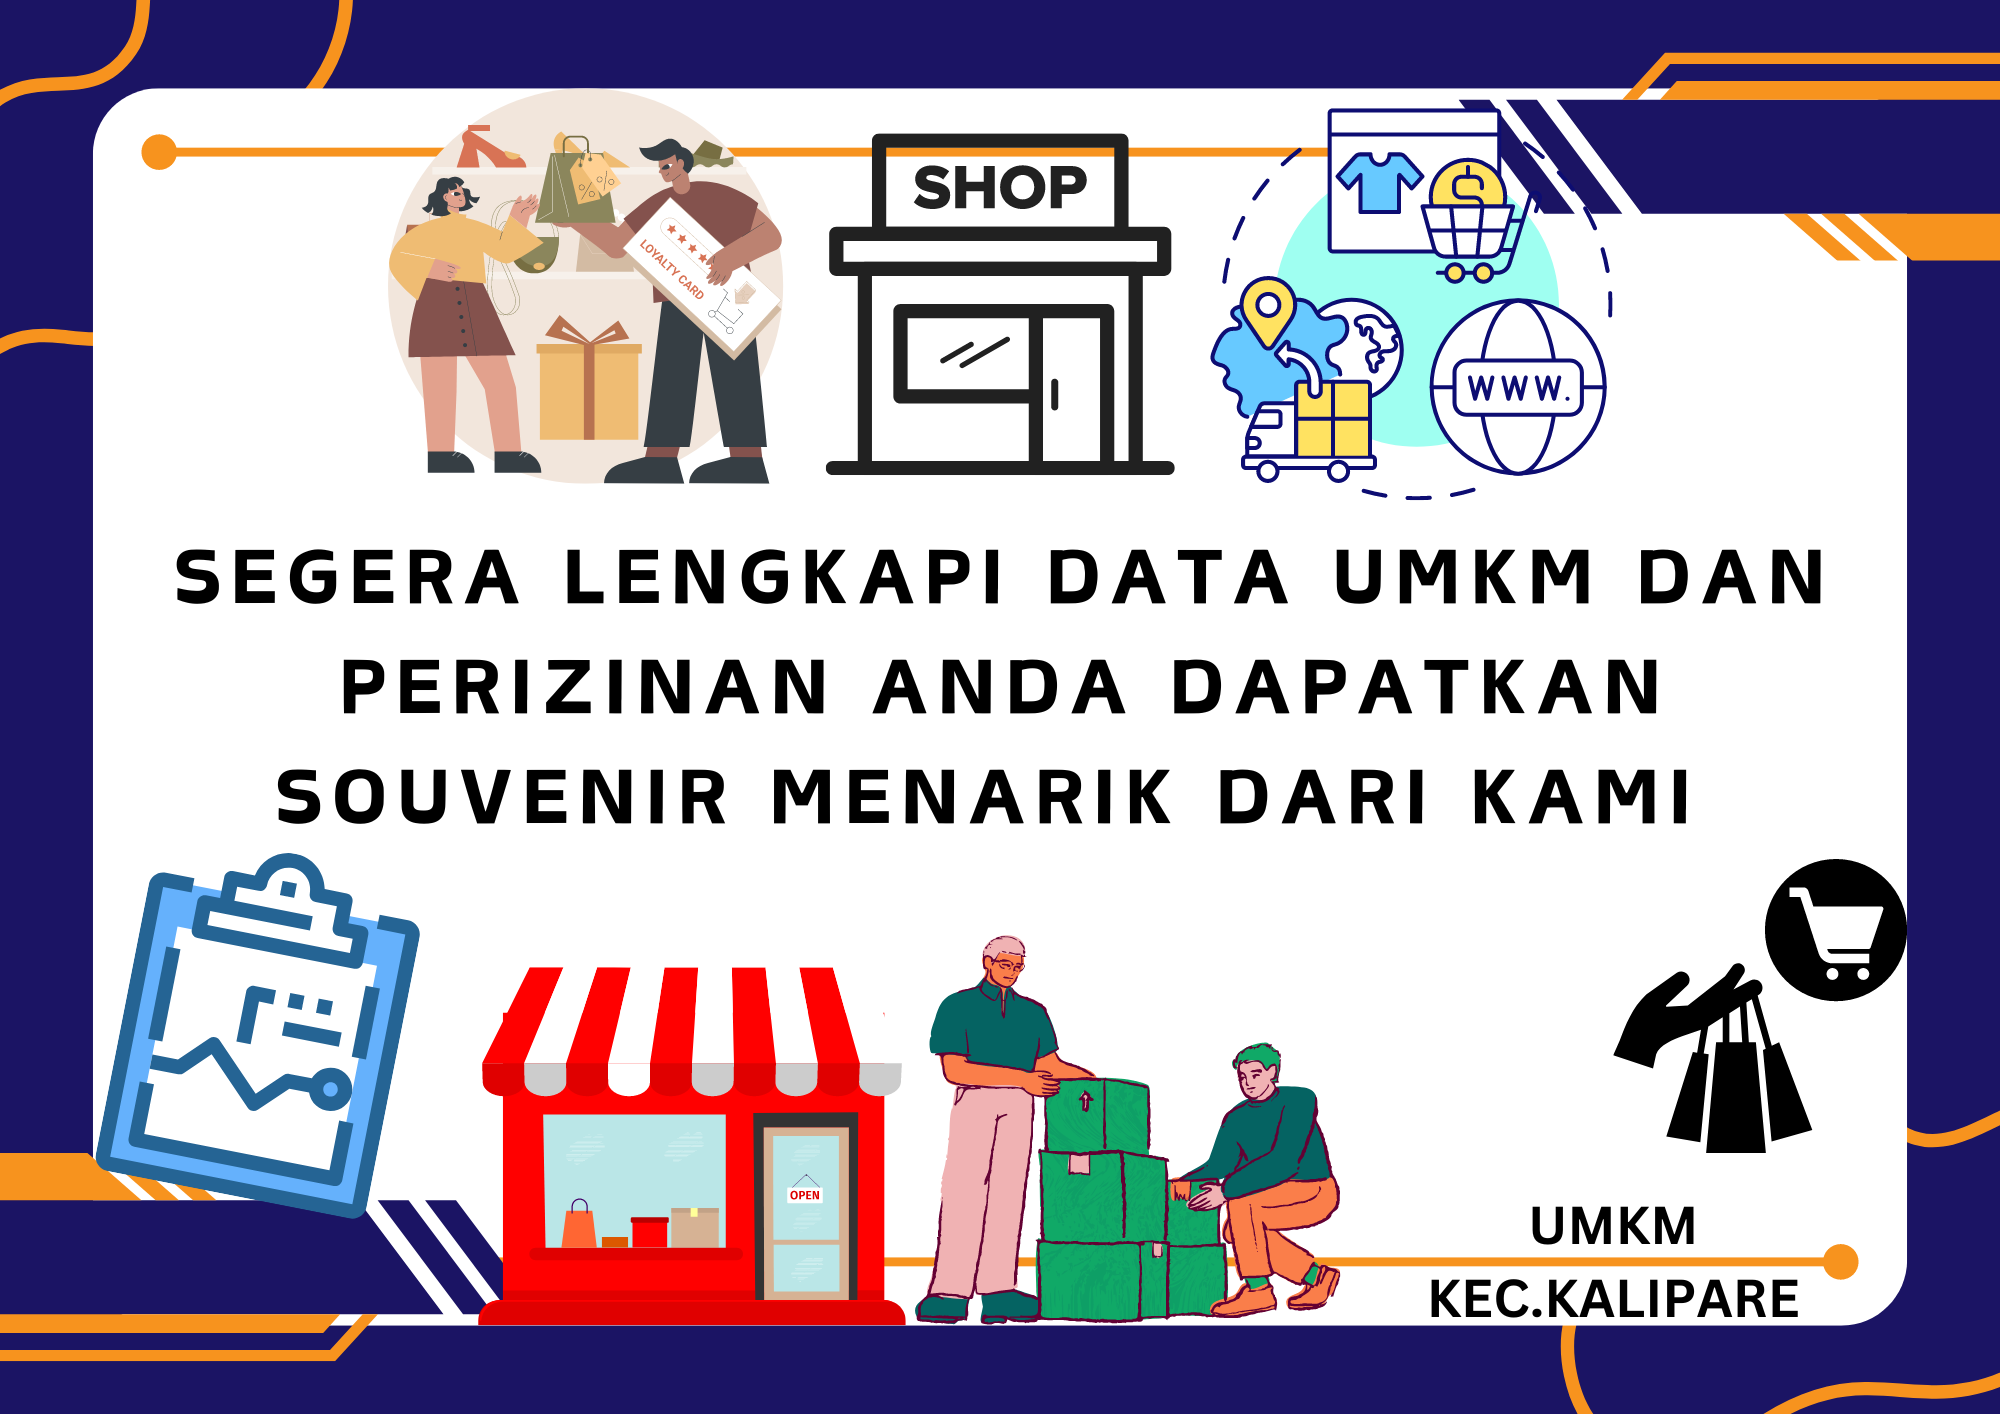 SHOP
LOYALTY CARD
WWW.
SEGERA LENGKAPI DATA UMKM DAN
PERIZINAN ANDA DAPATKAN
SOUVENIR MENARIK DARI KAMI
OPEN
UMKM
KEC.KALIPARE